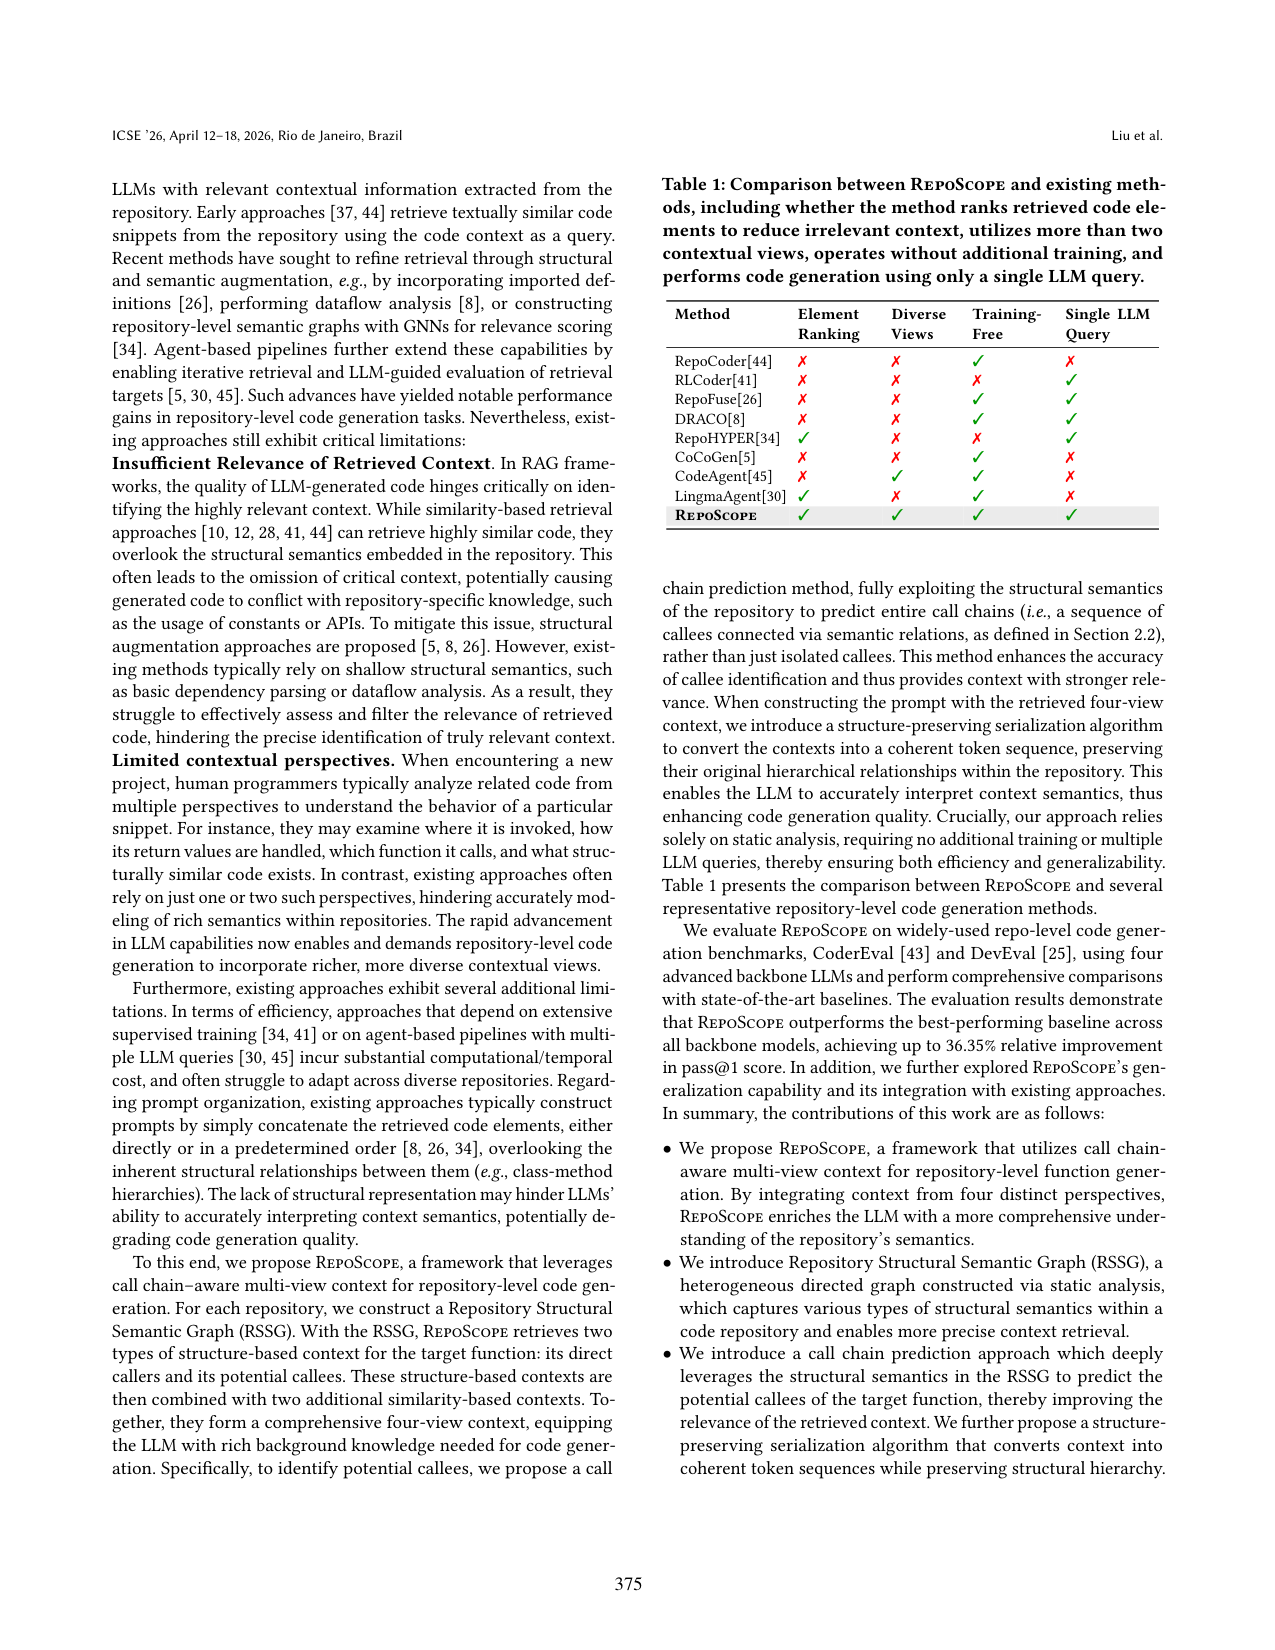 ICSE ’26, April 12–18, 2026, Rio de Janeiro, Brazil
Liu et al.
LLMs with relevant contextual information extracted from the
repository. Early approaches [37, 44] retrieve textually similar code
snippets from the repository using the code context as a query.
Recent methods have sought to refine retrieval through structural
and semantic augmentation, e.g., by incorporating imported def-
initions [26], performing dataflow analysis [8], or constructing
repository-level semantic graphs with GNNs for relevance scoring
[34]. Agent-based pipelines further extend these capabilities by
enabling iterative retrieval and LLM-guided evaluation of retrieval
targets [5, 30, 45]. Such advances have yielded notable performance
gains in repository-level code generation tasks. Nevertheless, exist-
ing approaches still exhibit critical limitations:
Insufficient Relevance of Retrieved Context. In RAG frame-
works, the quality of LLM-generated code hinges critically on iden-
tifying the highly relevant context. While similarity-based retrieval
approaches [10, 12, 28, 41, 44] can retrieve highly similar code, they
overlook the structural semantics embedded in the repository. This
often leads to the omission of critical context, potentially causing
generated code to conflict with repository-specific knowledge, such
as the usage of constants or APIs. To mitigate this issue, structural
augmentation approaches are proposed [5, 8, 26]. However, exist-
ing methods typically rely on shallow structural semantics, such
as basic dependency parsing or dataflow analysis. As a result, they
struggle to effectively assess and filter the relevance of retrieved
code, hindering the precise identification of truly relevant context.
Limited contextual perspectives. When encountering a new
project, human programmers typically analyze related code from
multiple perspectives to understand the behavior of a particular
snippet. For instance, they may examine where it is invoked, how
its return values are handled, which function it calls, and what struc-
turally similar code exists. In contrast, existing approaches often
rely on just one or two such perspectives, hindering accurately mod-
eling of rich semantics within repositories. The rapid advancement
in LLM capabilities now enables and demands repository-level code
generation to incorporate richer, more diverse contextual views.
Furthermore, existing approaches exhibit several additional limi-
tations. In terms of efficiency, approaches that depend on extensive
supervised training [34, 41] or on agent-based pipelines with multi-
ple LLM queries [30, 45] incur substantial computational/temporal
cost, and often struggle to adapt across diverse repositories. Regard-
ing prompt organization, existing approaches typically construct
prompts by simply concatenate the retrieved code elements, either
directly or in a predetermined order [8, 26, 34], overlooking the
inherent structural relationships between them (e.g., class-method
hierarchies). The lack of structural representation may hinder LLMs’
ability to accurately interpreting context semantics, potentially de-
grading code generation quality.
To this end, we propose RepoScope, a framework that leverages
call chain–aware multi-view context for repository-level code gen-
eration. For each repository, we construct a Repository Structural
Semantic Graph (RSSG). With the RSSG, RepoScope retrieves two
types of structure-based context for the target function: its direct
callers and its potential callees. These structure-based contexts are
then combined with two additional similarity-based contexts. To-
gether, they form a comprehensive four-view context, equipping
the LLM with rich background knowledge needed for code gener-
ation. Specifically, to identify potential callees, we propose a call
Table 1: Comparison between RepoScope and existing meth-
ods, including whether the method ranks retrieved code ele-
ments to reduce irrelevant context, utilizes more than two
contextual views, operates without additional training, and
performs code generation using only a single LLM query.
Method Element Diverse Training- Single LLM
Ranking Views Free Query
RepoCoder[44] ✗ ✗ ✓ ✗
RLCoder[41] ✗ ✗ ✗ ✓
RepoFuse[26] ✗ ✗ ✓ ✓
DRACO[8] ✗ ✗ ✓ ✓
RepoHYPER[34] ✓ ✗ ✗ ✓
CoCoGen[5] ✗ ✗ ✓ ✗
CodeAgent[45] ✗ ✓ ✓ ✗
LingmaAgent[30] ✓ ✗ ✓ ✗
RepoScope ✓ ✓ ✓ ✓
chain prediction method, fully exploiting the structural semantics
of the repository to predict entire call chains (i.e., a sequence of
callees connected via semantic relations, as defined in Section 2.2),
rather than just isolated callees. This method enhances the accuracy
of callee identification and thus provides context with stronger rele-
vance. When constructing the prompt with the retrieved four-view
context, we introduce a structure-preserving serialization algorithm
to convert the contexts into a coherent token sequence, preserving
their original hierarchical relationships within the repository. This
enables the LLM to accurately interpret context semantics, thus
enhancing code generation quality. Crucially, our approach relies
solely on static analysis, requiring no additional training or multiple
LLM queries, thereby ensuring both efficiency and generalizability.
Table 1 presents the comparison between RepoScope and several
representative repository-level code generation methods.
We evaluate RepoScope on widely-used repo-level code gener-
ation benchmarks, CoderEval [43] and DevEval [25], using four
advanced backbone LLMs and perform comprehensive comparisons
with state-of-the-art baselines. The evaluation results demonstrate
that RepoScope outperforms the best-performing baseline across
all backbone models, achieving up to 36.35% relative improvement
in pass@1 score. In addition, we further explored RepoScope’s gen-
eralization capability and its integration with existing approaches.
In summary, the contributions of this work are as follows:
• We propose RepoScope, a framework that utilizes call chain-
aware multi-view context for repository-level function gener-
ation. By integrating context from four distinct perspectives,
RepoScope enriches the LLM with a more comprehensive under-
standing of the repository’s semantics.
• We introduce Repository Structural Semantic Graph (RSSG), a
heterogeneous directed graph constructed via static analysis,
which captures various types of structural semantics within a
code repository and enables more precise context retrieval.
• We introduce a call chain prediction approach which deeply
leverages the structural semantics in the RSSG to predict the
potential callees of the target function, thereby improving the
relevance of the retrieved context. We further propose a structure-
preserving serialization algorithm that converts context into
coherent token sequences while preserving structural hierarchy.
375